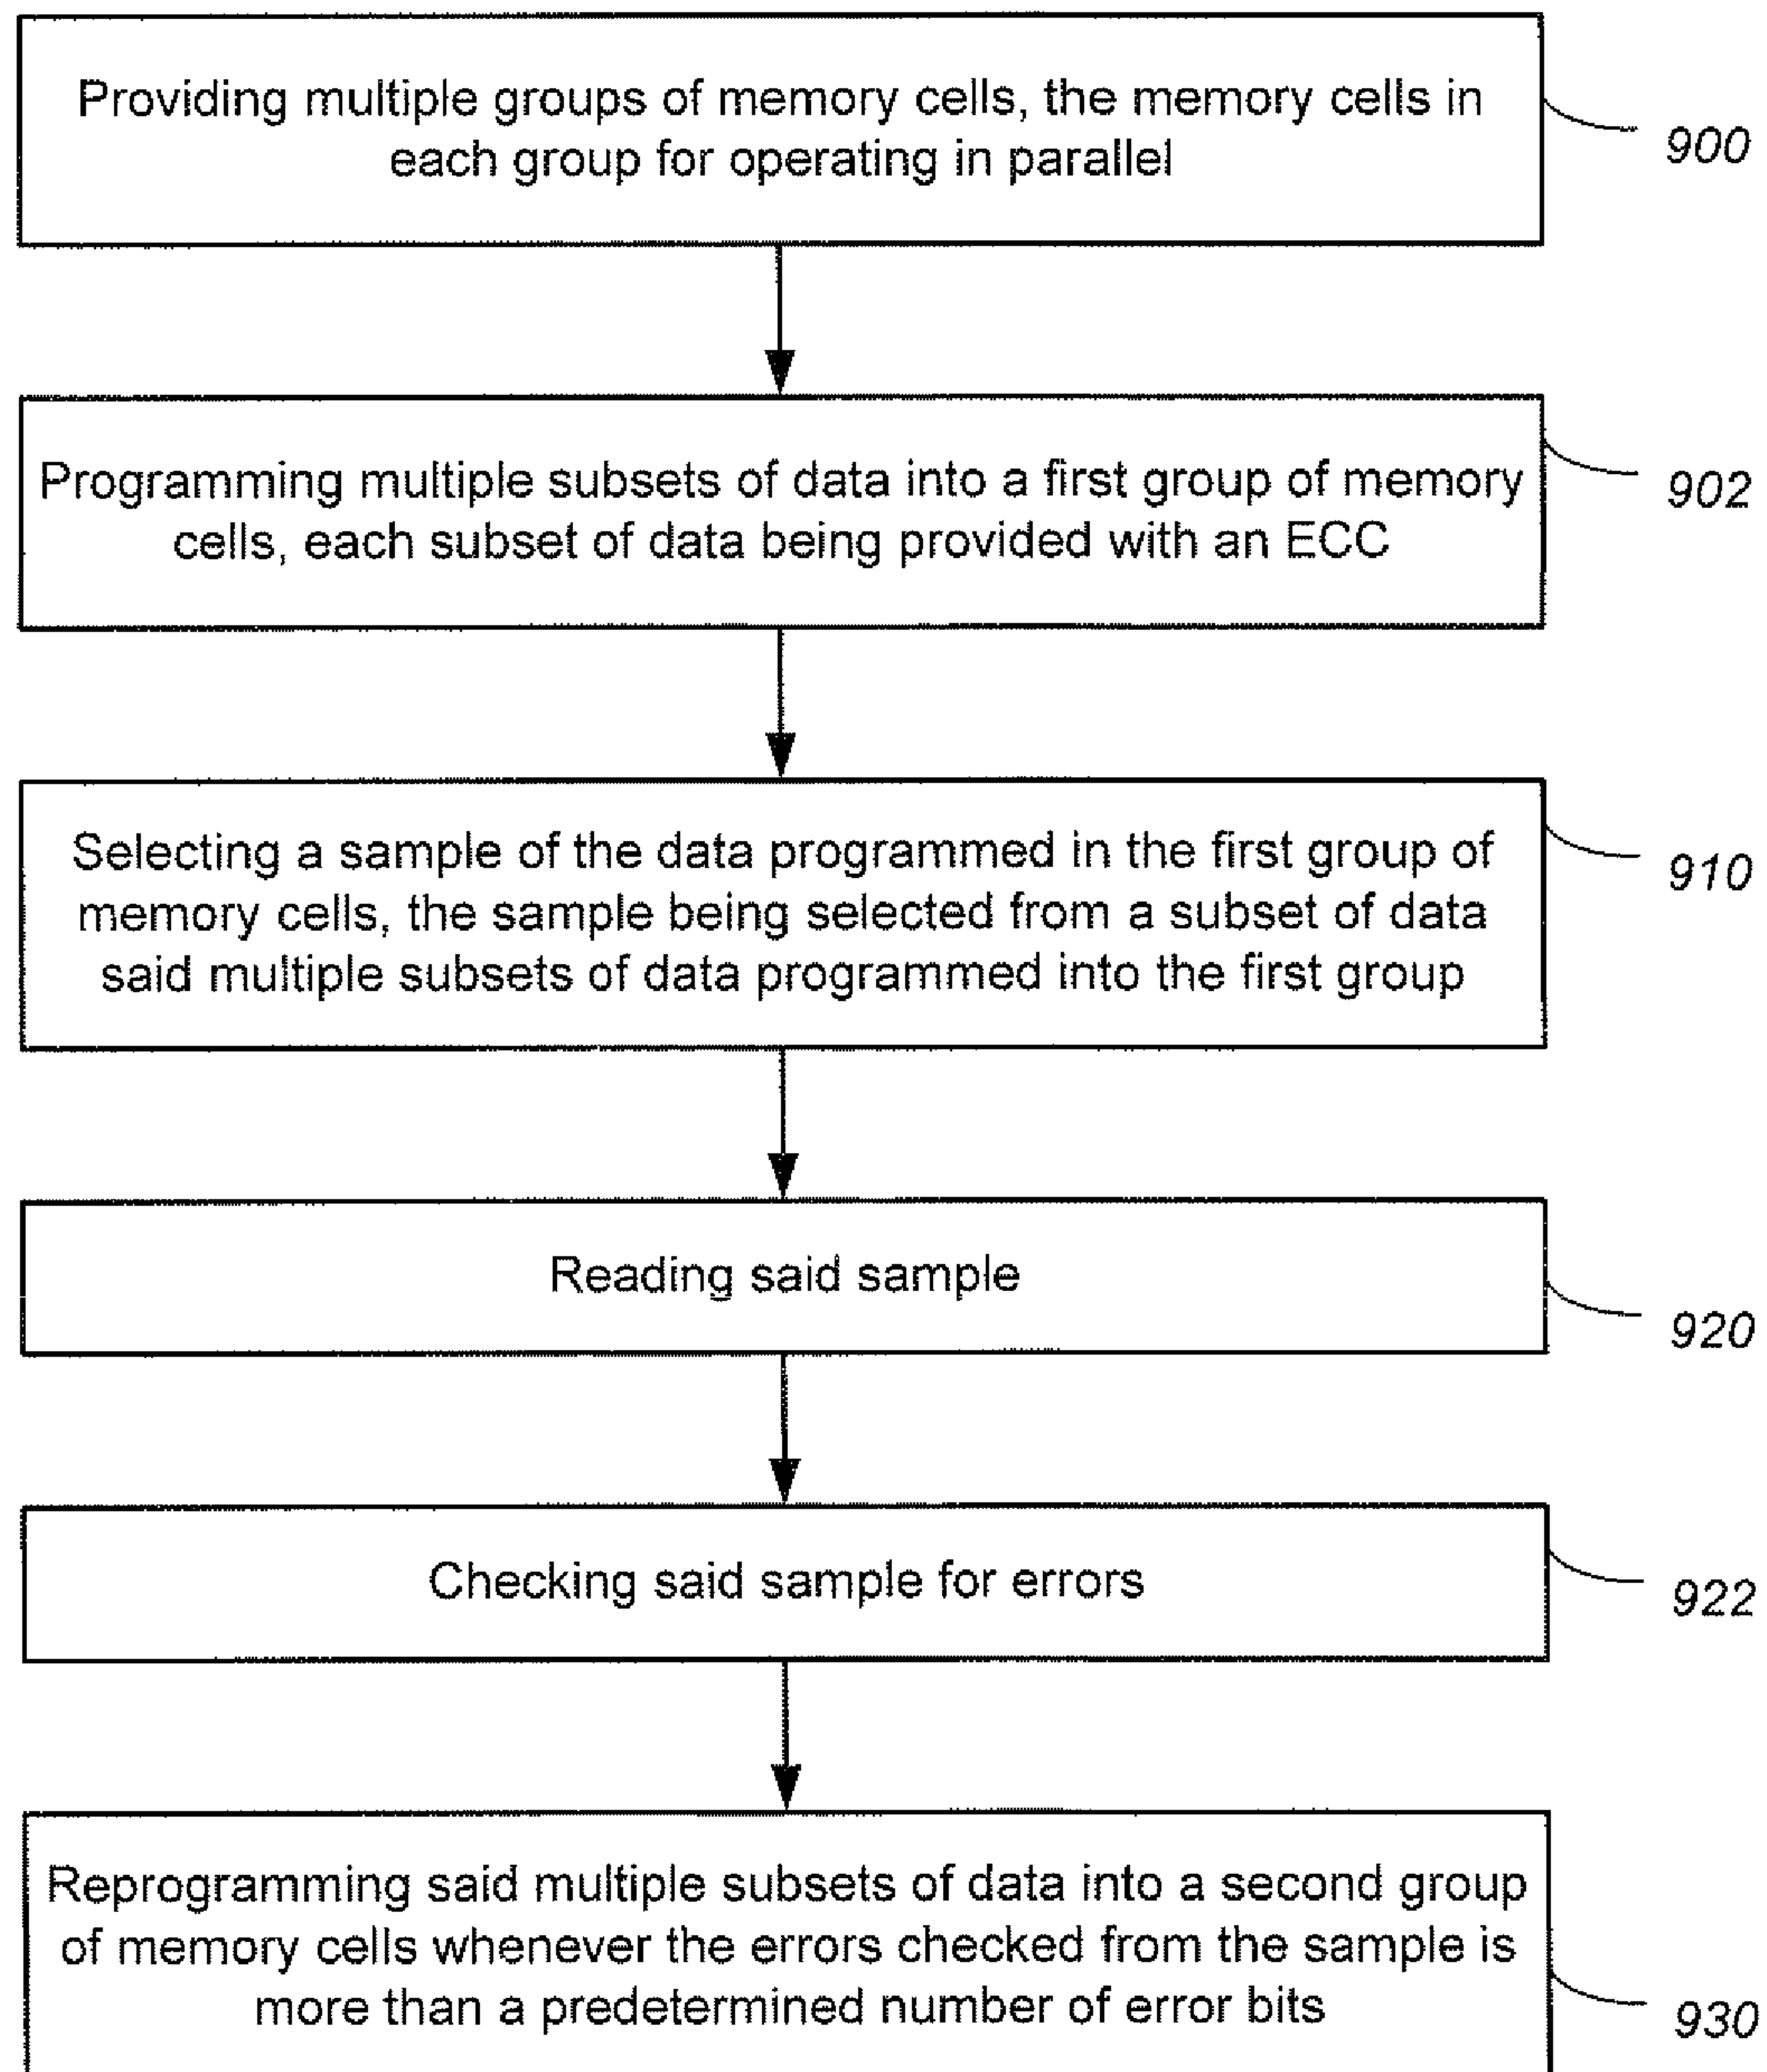 Providing multiple groups of memory cells, the memory cells in
each group for operating in parallel
900
Programming multiple subsets of data into a first group of memory
cells, each subset of data being provided with an ECC
902
Selecting a sample of the data programmed in the first group of
memory cells, the sample being selected from a subset of data
said multiple subsets of data programmed into the first group
910
Reading said sample
920
Checking said sample for errors
922
Reprogramming said multiple subsets of data into a second group
of memory cells whenever the errors checked from the sample is
more than a predetermined number of error bits
930